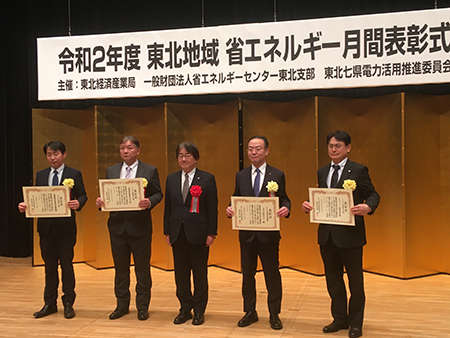 令和2年度 東北地域 省エネルギー月間表彰式
主催：東北経済産業局 一般財団法人省エネルギーセンター東北支部 東北七県電力活用推進委員会